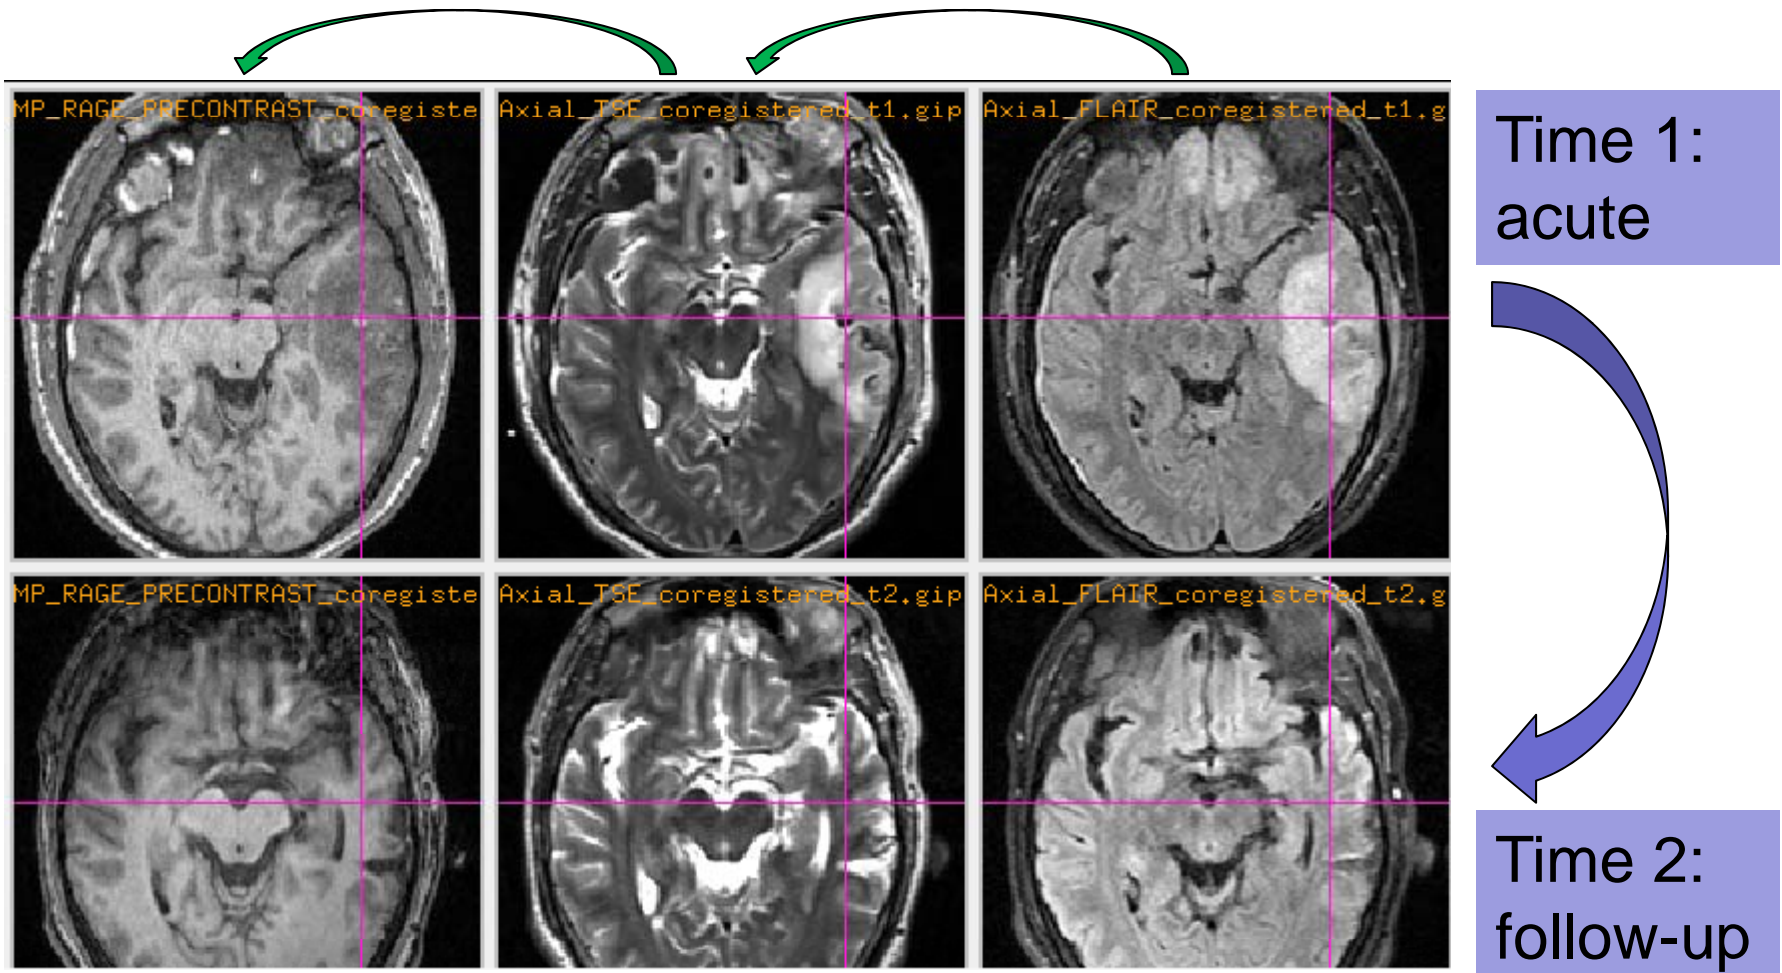 MP_RAGE_PRECONTRAST_coregiste
Axial_TSE_coregistered_t1.gip
Axial_FLAIR_coregistered_t1.g
Time 1:
acute
MP_RAGE_PRECONTRAST_coregiste
Axial_TSE_coregistered_t2.gip
Axial_FLAIR_coregistered_t2.g
Time 2:
follow-up